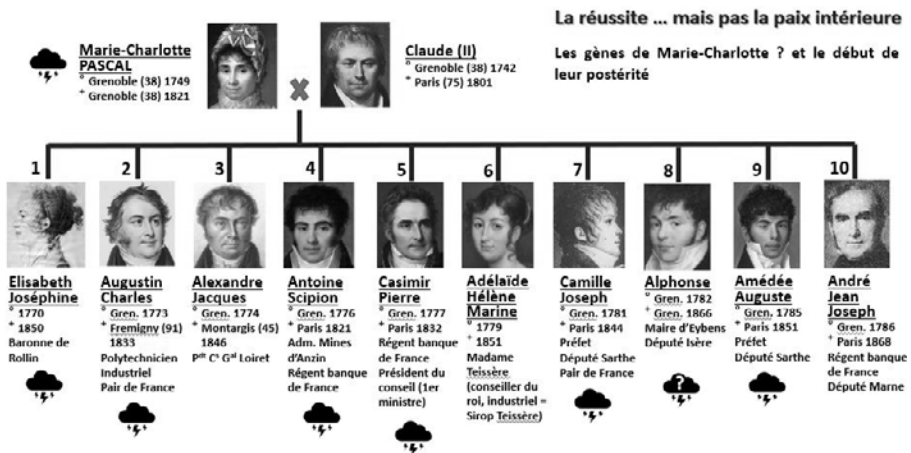 La réussite ... mais pas la paix intérieure
Les gènes de Marie-Charlotte ? et le début de
leur postérité
Marie-Charlotte
PASCAL
° Grenoble (38) 1749
+ Grenoble (38) 1821
Claude (II)
° Grenoble (38) 1742
+ Paris (75) 1801
1
Elisabeth
Joséphine
° 1770
+ 1850
Baronne de
Rollin
2
Augustin
Charles
° Gren. 1773
+ Fremigny (91)
1833
Polytechnicien
Industriel
Pair de France
3
Alexandre
Jacques
° Gren. 1774
+ Montargis (45)
1846
Pdt Cs Gal Loiret
4
Antoine
Scipion
° Gren. 1776
+ Paris 1821
Adm. Mines
d'Anzin
Régent banque
de France
5
Casimir
Pierre
° Gren. 1777
+ Paris 1832
Régent banque
de France
Président du
conseil (1er
ministre)
6
Adélaïde
Hélène
Marine
° 1779
+ 1851
Madame
Teissère
(conseiller du
roi, industriel =
Sirop Teissère)
7
Camille
Joseph
° Gren. 1781
+ Paris 1844
Préfet
Député Sarthe
Pair de France
8
Alphonse
° Gren. 1782
+ Gren. 1866
Maire d'Eybens
Député Isère
?
9
Amédée
Auguste
° Gren. 1785
+ Paris 1851
Préfet
Député Sarthe
10
André
Jean
Joseph
° Gren. 1786
+ Paris 1868
Régent banque
de France
Député Marne